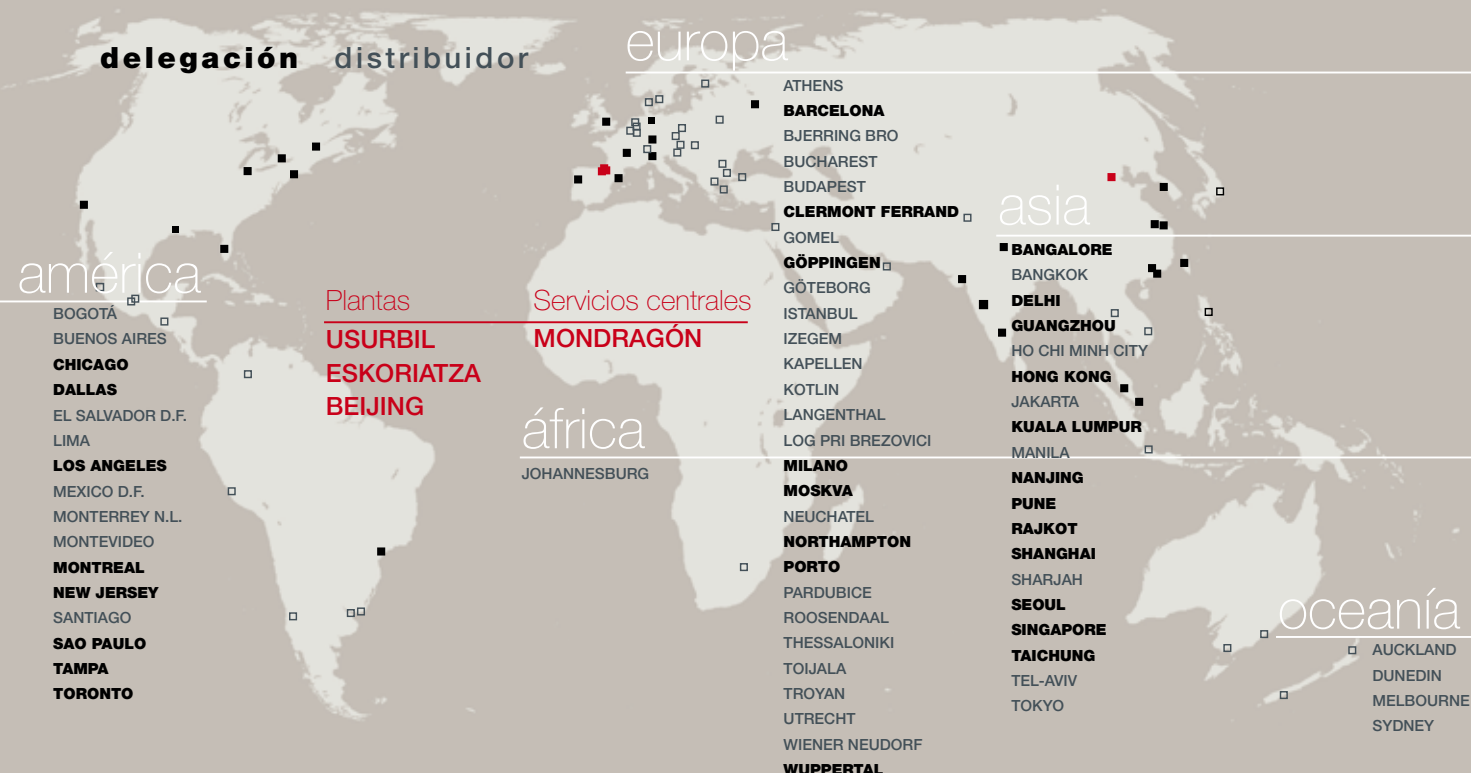 delegación distribuidor
europa
ATHENS
BARCELONA
BJERRING BRO
BUCHAREST
BUDAPEST
CLERMONT FERRAND
GOMEL
GÖPPINGEN
GÖTEBORG
ISTANBUL
IZEGEM
KAPELLEN
KOTLIN
LANGENTHAL
LOG PRI BREZOVICI
MILANO
MOSKVA
NEUCHATEL
NORTHAMPTON
PORTO
PARDUBICE
ROOSENDAAL
THESSALONIKI
TOIJALA
TROYAN
UTRECHT
WIENER NEUDORF
WUPPERTAL
asia
BANGALORE
BANGKOK
DELHI
GUANGZHOU
HO CHI MINH CITY
HONG KONG
JAKARTA
KUALA LUMPUR
MANILA
NANJING
PUNE
RAJKOT
SHANGHAI
SHARJAH
SEOUL
SINGAPORE
TAICHUNG
TEL-AVIV
TOKYO
américa
BOGOTÁ
BUENOS AIRES
CHICAGO
DALLAS
EL SALVADOR D.F.
LIMA
LOS ANGELES
MEXICO D.F.
MONTERREY N.L.
MONTEVIDEO
MONTREAL
NEW JERSEY
SANTIAGO
SAO PAULO
TAMPA
TORONTO
Plantas
USURBIL
ESKORIATZA
BEIJING
Servicios centrales
MONDRAGÓN
áfrica
JOHANNESBURG
oceanía
AUCKLAND
DUNEDIN
MELBOURNE
SYDNEY